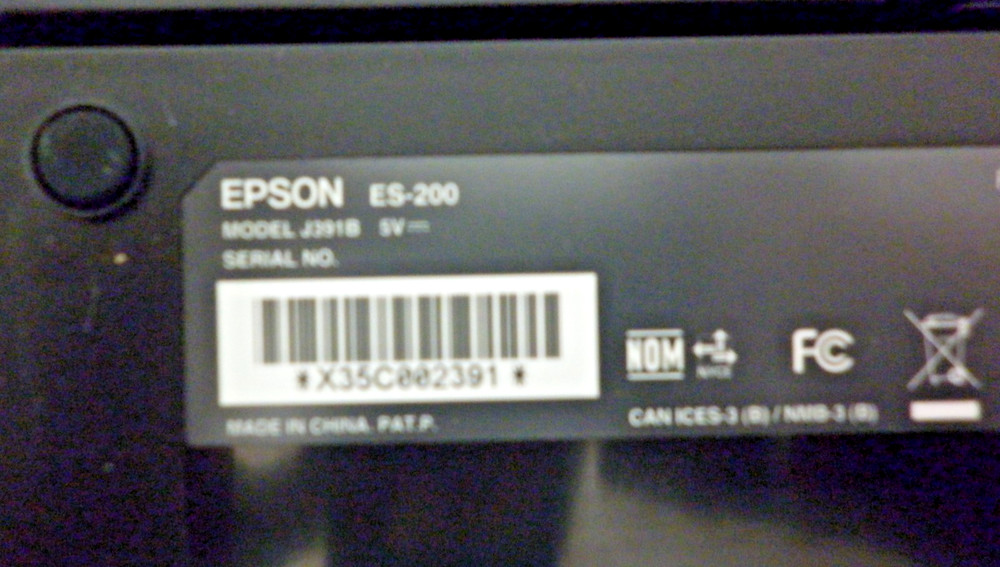 EPSON ES-200
MODEL J391B 5V
SERIAL NO.
*X35C002391*
MADE IN CHINA. PAT.P.
NOM
FC
CAN ICES-3 (B) / NMB-3 (B)